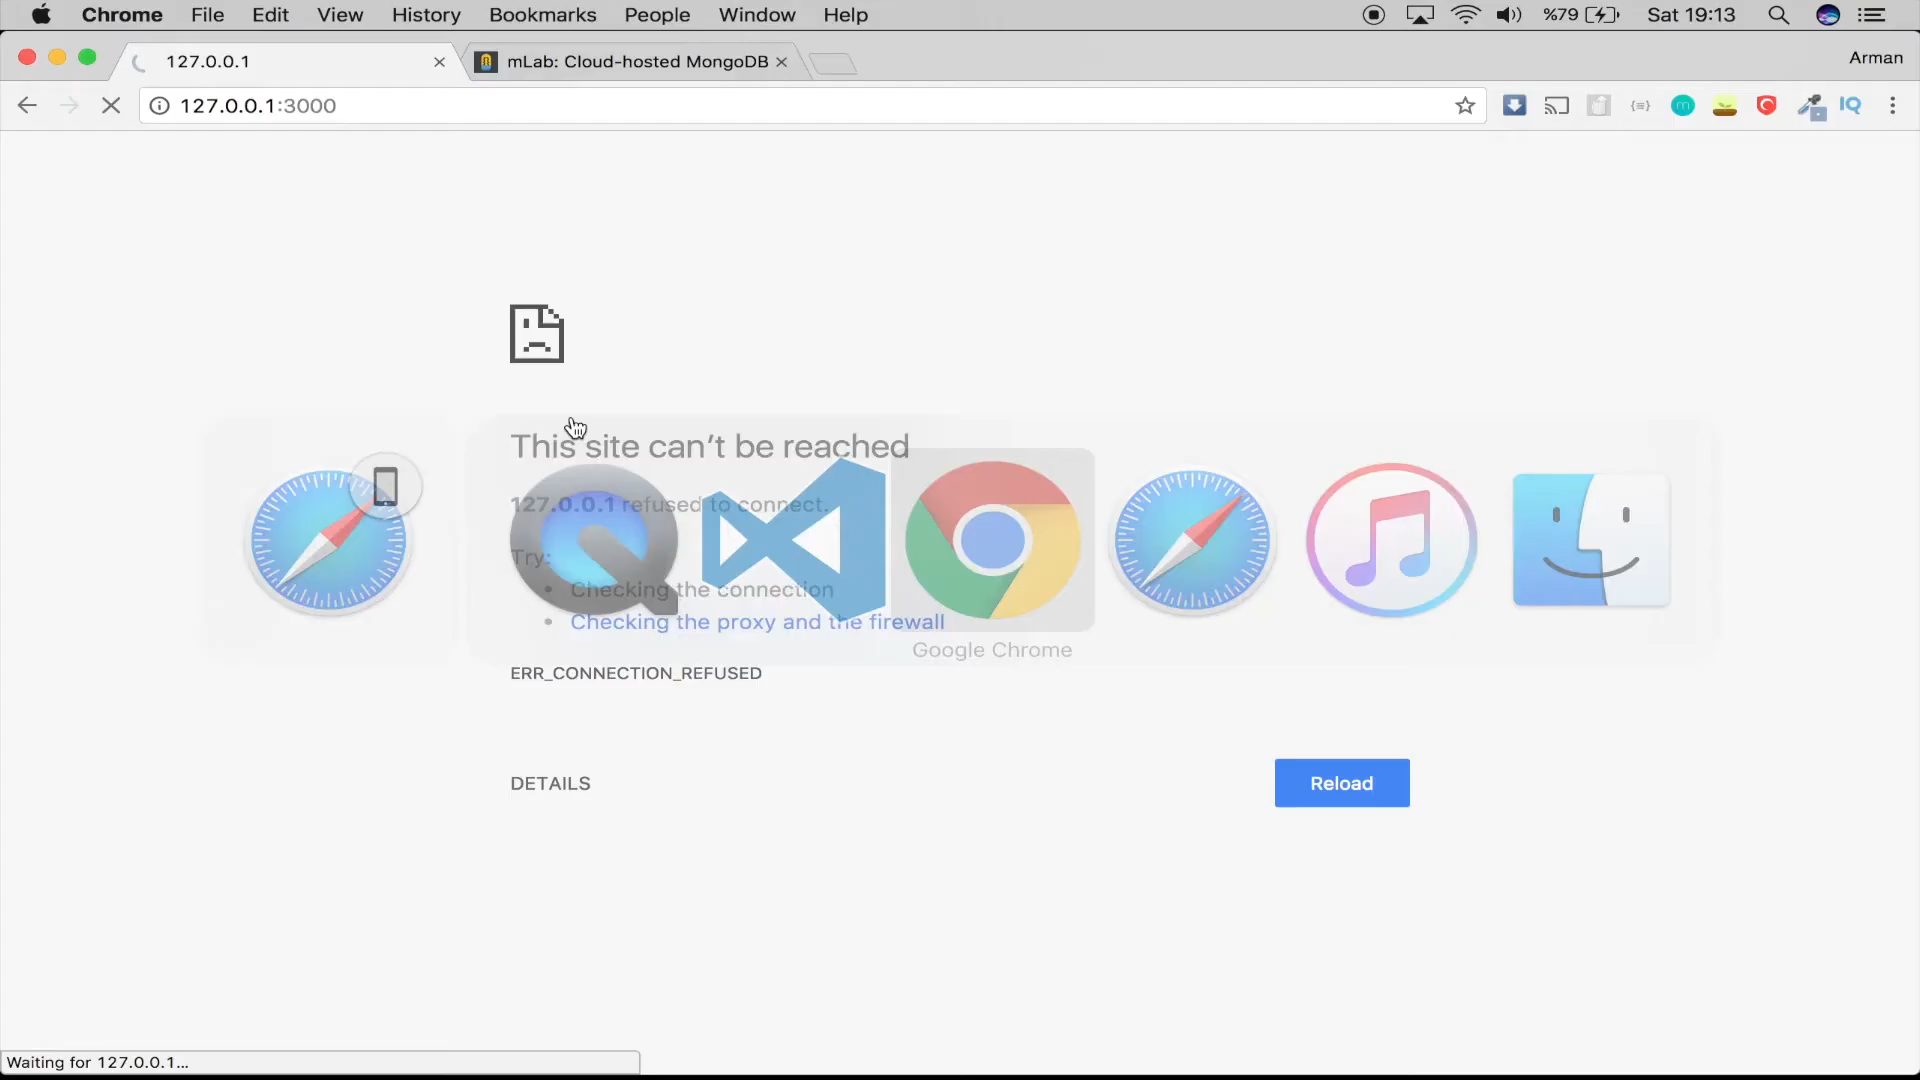 Chrome File Edit View History Bookmarks People Window Help %79 Sat 19:13
127.0.0.1 mLab: Cloud-hosted MongoDB Arman
127.0.0.1:3000 {≡} m IQ
This site can’t be reached
127.0.0.1 refused to connect.
Try:
• Checking the connection
• Checking the proxy and the firewall
Google Chrome
ERR_CONNECTION_REFUSED
DETAILS Reload
Waiting for 127.0.0.1...